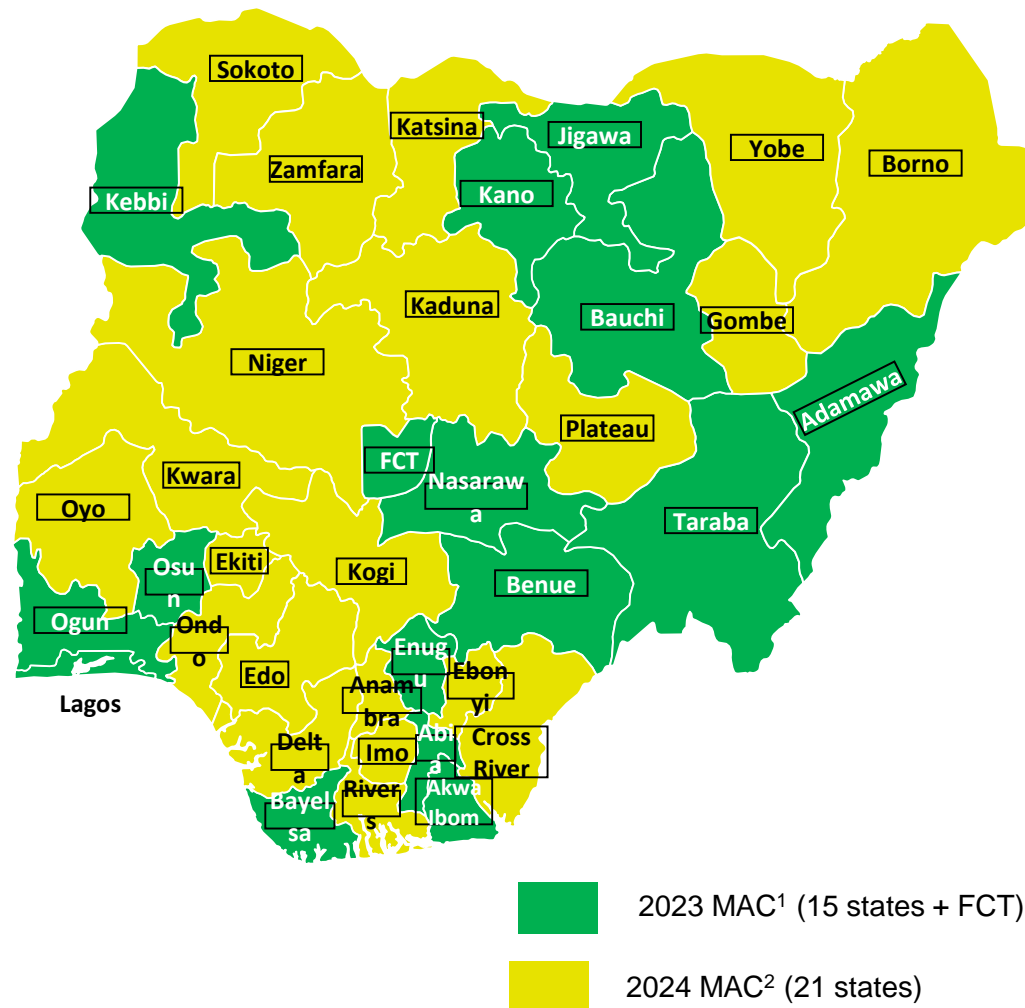 Sokoto
Katsina
Jigawa
Yobe
Borno
Zamfara
Kano
Kebbi
Kaduna
Bauchi
Gombe
Niger
Adamawa
Plateau
FCT
Kwara
Nasaraw
a
Oyo
Taraba
Ekiti
Kogi
Osu
n
Benue
Ogun
Ond
o
Enug
u
Edo
Ebon
yi
Anam
bra
Lagos
Delt
a
Imo
Abi
a
Cross
River
Bayel
sa
River
s
Akwa
Ibom
2023 MAC¹ (15 states + FCT)
2024 MAC² (21 states)